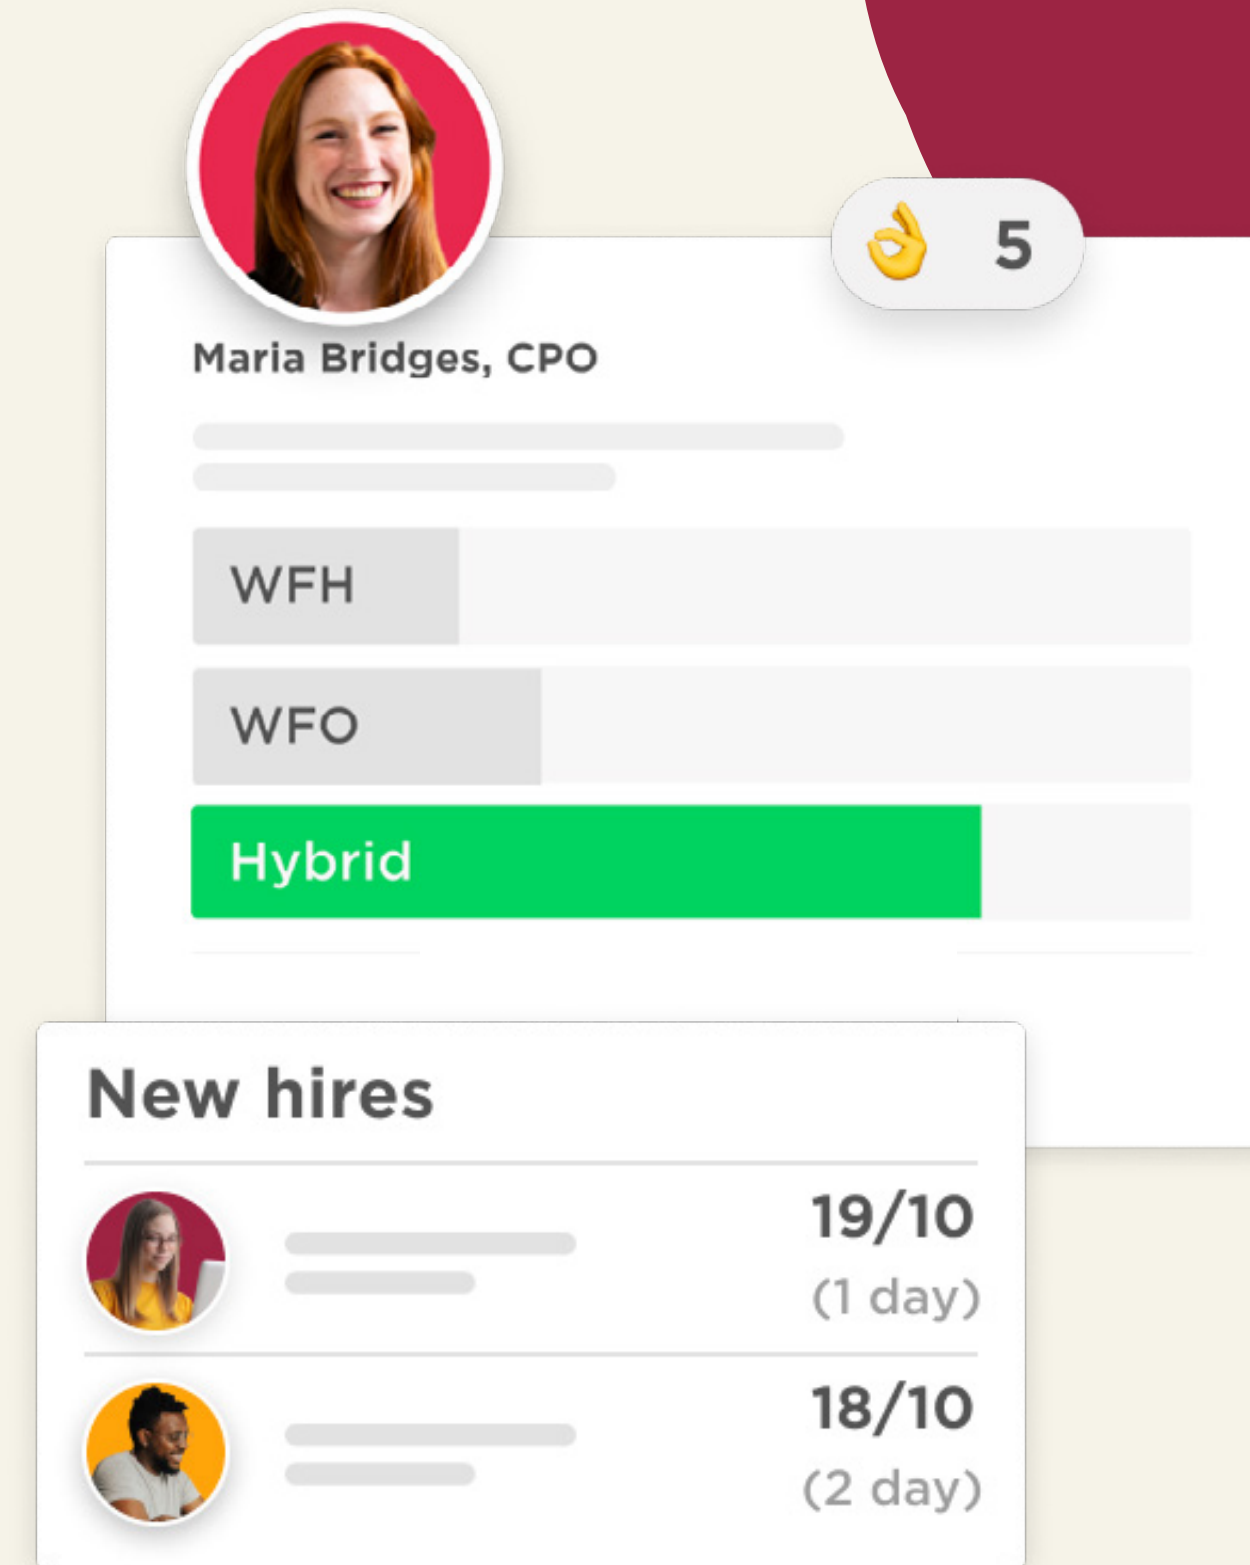 5
Maria Bridges, CPO
WFH
WFO
Hybrid
New hires
19/10
(1 day)
18/10
(2 day)